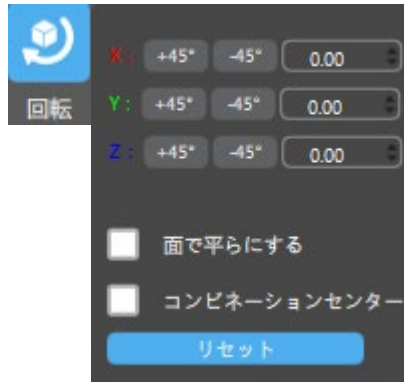 回転
X: +45° -45° 0.00
Y: +45° -45° 0.00
Z: +45° -45° 0.00
面で平らにする
コンビネーションセンター
リセット